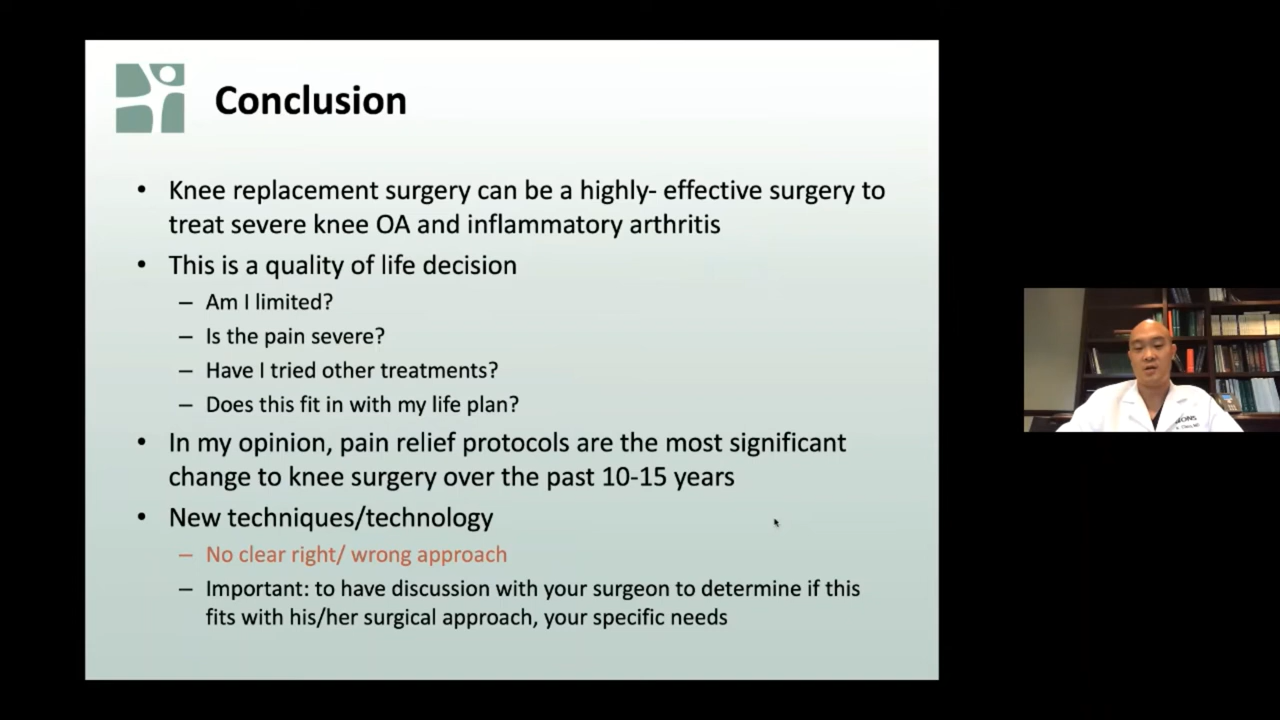 Conclusion
• Knee replacement surgery can be a highly- effective surgery to
treat severe knee OA and inflammatory arthritis
• This is a quality of life decision
– Am I limited?
– Is the pain severe?
– Have I tried other treatments?
– Does this fit in with my life plan?
• In my opinion, pain relief protocols are the most significant
change to knee surgery over the past 10-15 years
• New techniques/technology
– No clear right/ wrong approach
– Important: to have discussion with your surgeon to determine if this
fits with his/her surgical approach, your specific needs